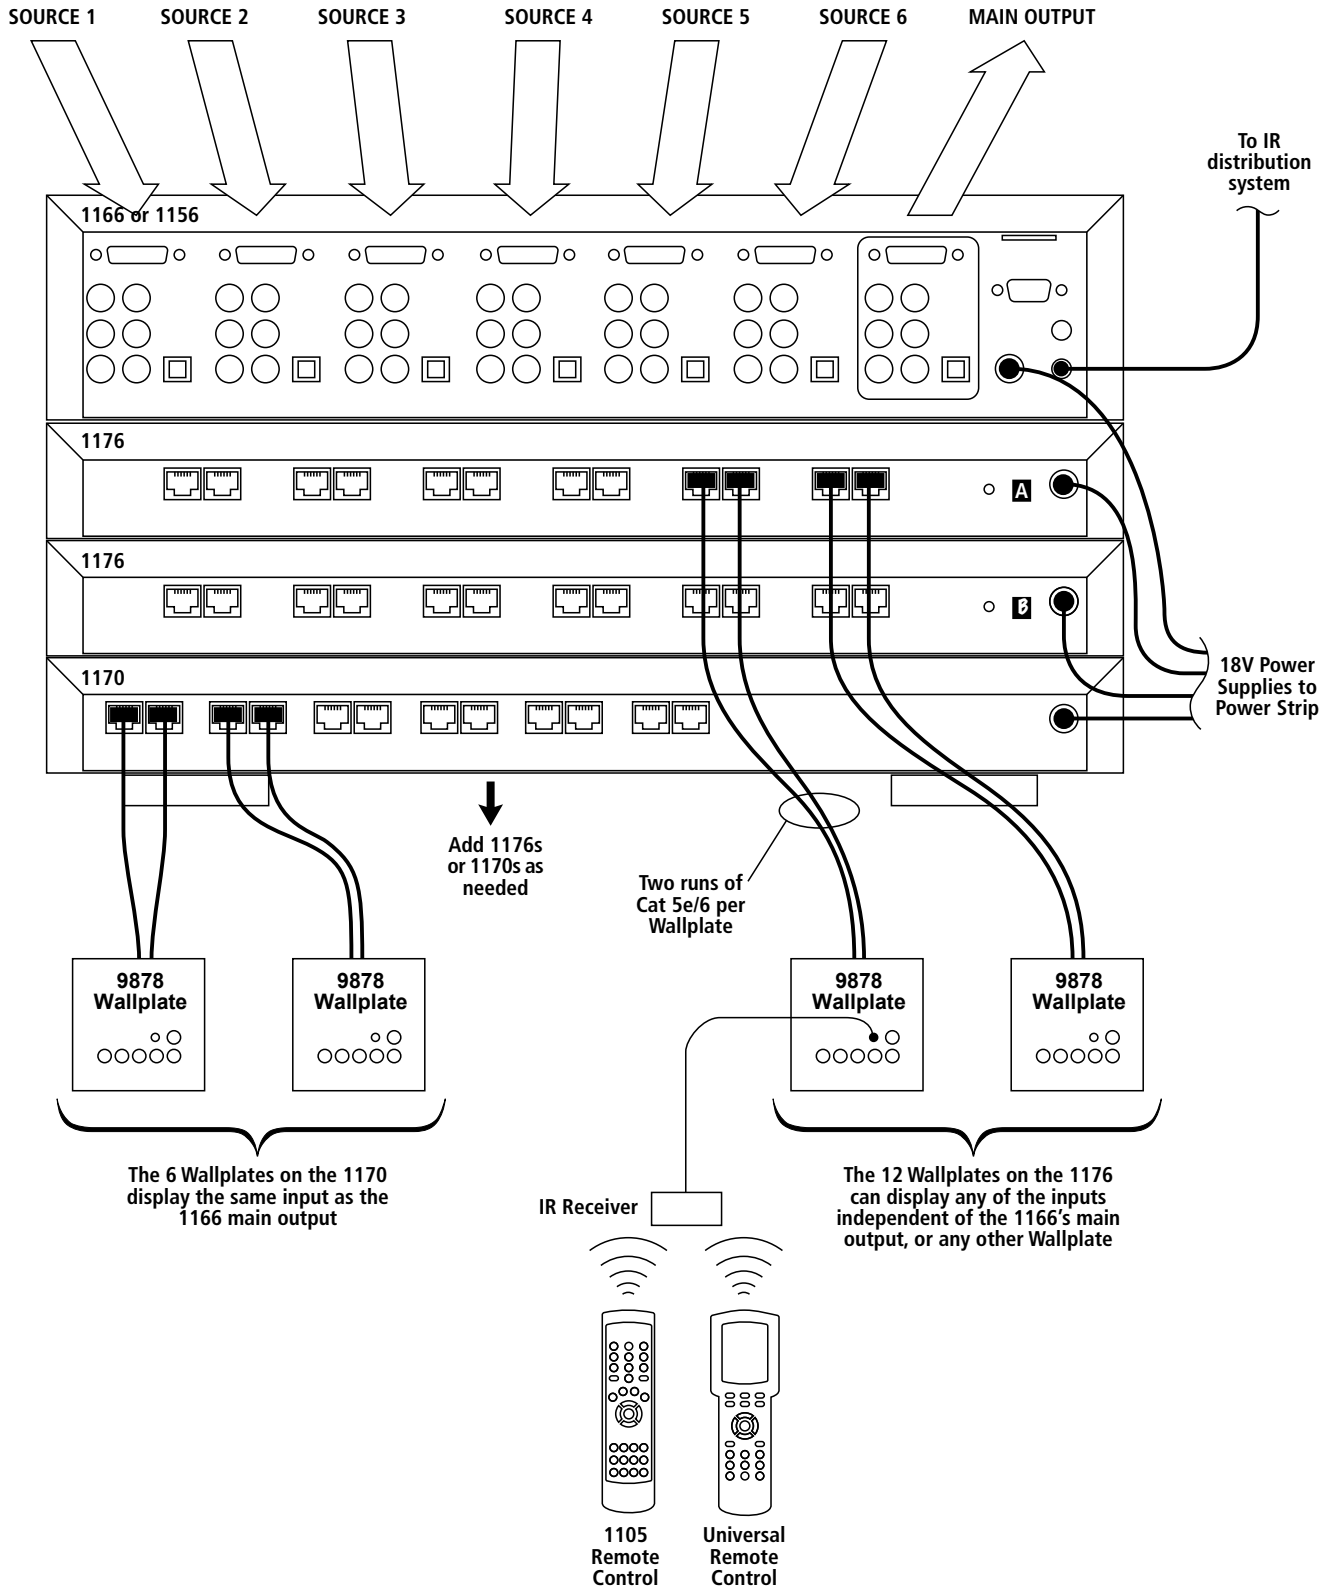 SOURCE 1
SOURCE 2
SOURCE 3
SOURCE 4
SOURCE 5
SOURCE 6
MAIN OUTPUT
To IR
distribution
system
1166 or 1156
1176
A
1176
B
1170
18V Power
Supplies to
Power Strip
Add 1176s
or 1170s as
needed
Two runs of
Cat 5e/6 per
Wallplate
9878
Wallplate
9878
Wallplate
9878
Wallplate
9878
Wallplate
The 6 Wallplates on the 1170
display the same input as the
1166 main output
The 12 Wallplates on the 1176
can display any of the inputs
independent of the 1166's main
output, or any other Wallplate
IR Receiver
1105
Remote
Control
Universal
Remote
Control